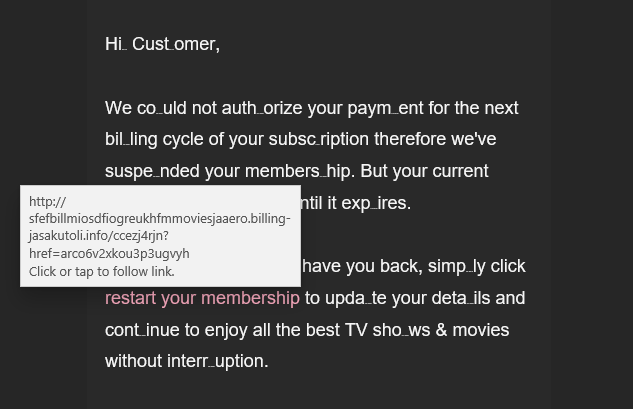 Hi_ Cust_omer,
We co_uld not auth_orize your paym_ent for the next
bil_ling cycle of your subsc_ription therefore we've
suspe_nded your members_hip. But your current
http://
sfefbillmiosdfiogreukhfmmoviesjaaero.billing-
jasakutoli.info/ccezj4rjn?
href=arco6v2xkou3p3ugvyh
Click or tap to follow link.
ntil it exp_ires.
have you back, simp_ly click
restart your membership to upda_te your deta_ils and
cont_inue to enjoy all the best TV sho_ws & movies
without interr_uption.